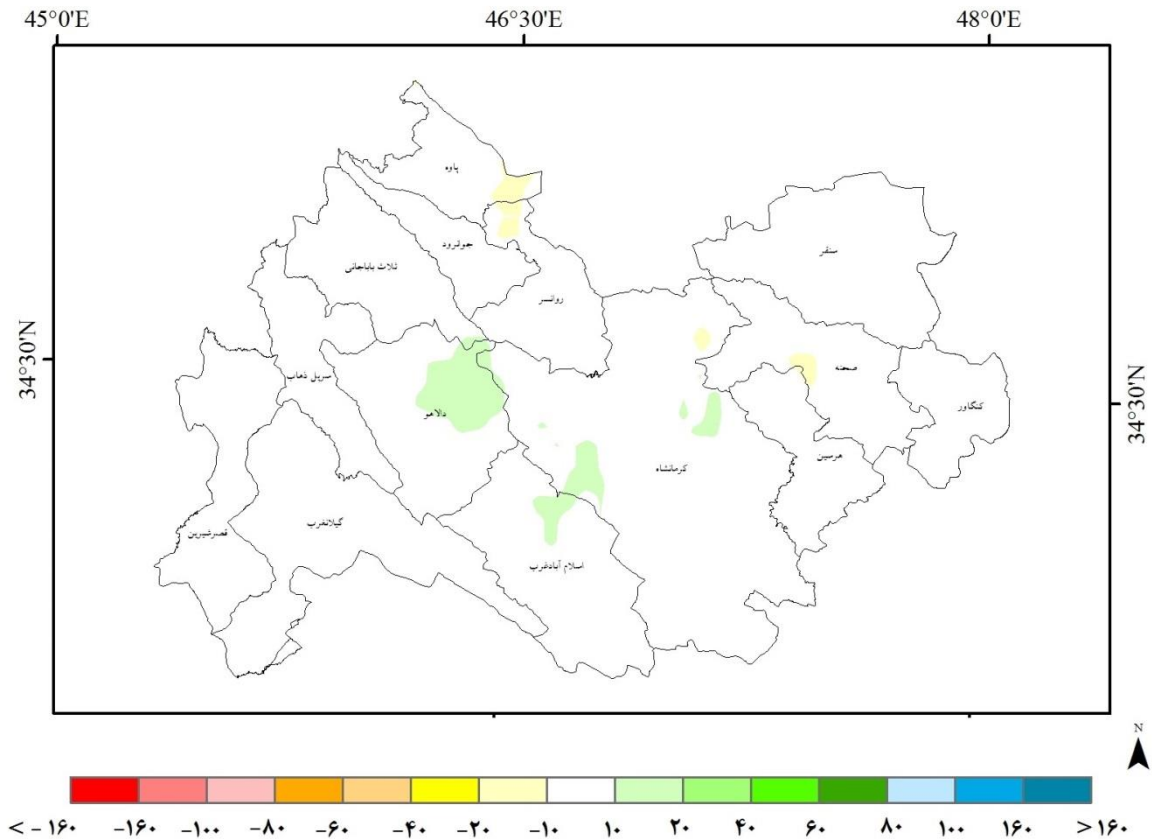 45°0'E 46°30'E 48°0'E
پاوه
سنقر
جوانرود
ثلاث باباجانی
روانسر
34°30'N
صحنه
34°30'N
سرپل ذهاب
کنگاور
دالاهو
هرسین
کرمانشاه
گیلانغرب
قصرشیرین
اسلام آبادغرب
N
< -۱۶۰ -۱۶۰ -۱۰۰ -۸۰ -۶۰ -۴۰ -۲۰ -۱۰ ۱۰ ۲۰ ۴۰ ۶۰ ۸۰ ۱۰۰ ۱۶۰ >۱۶۰